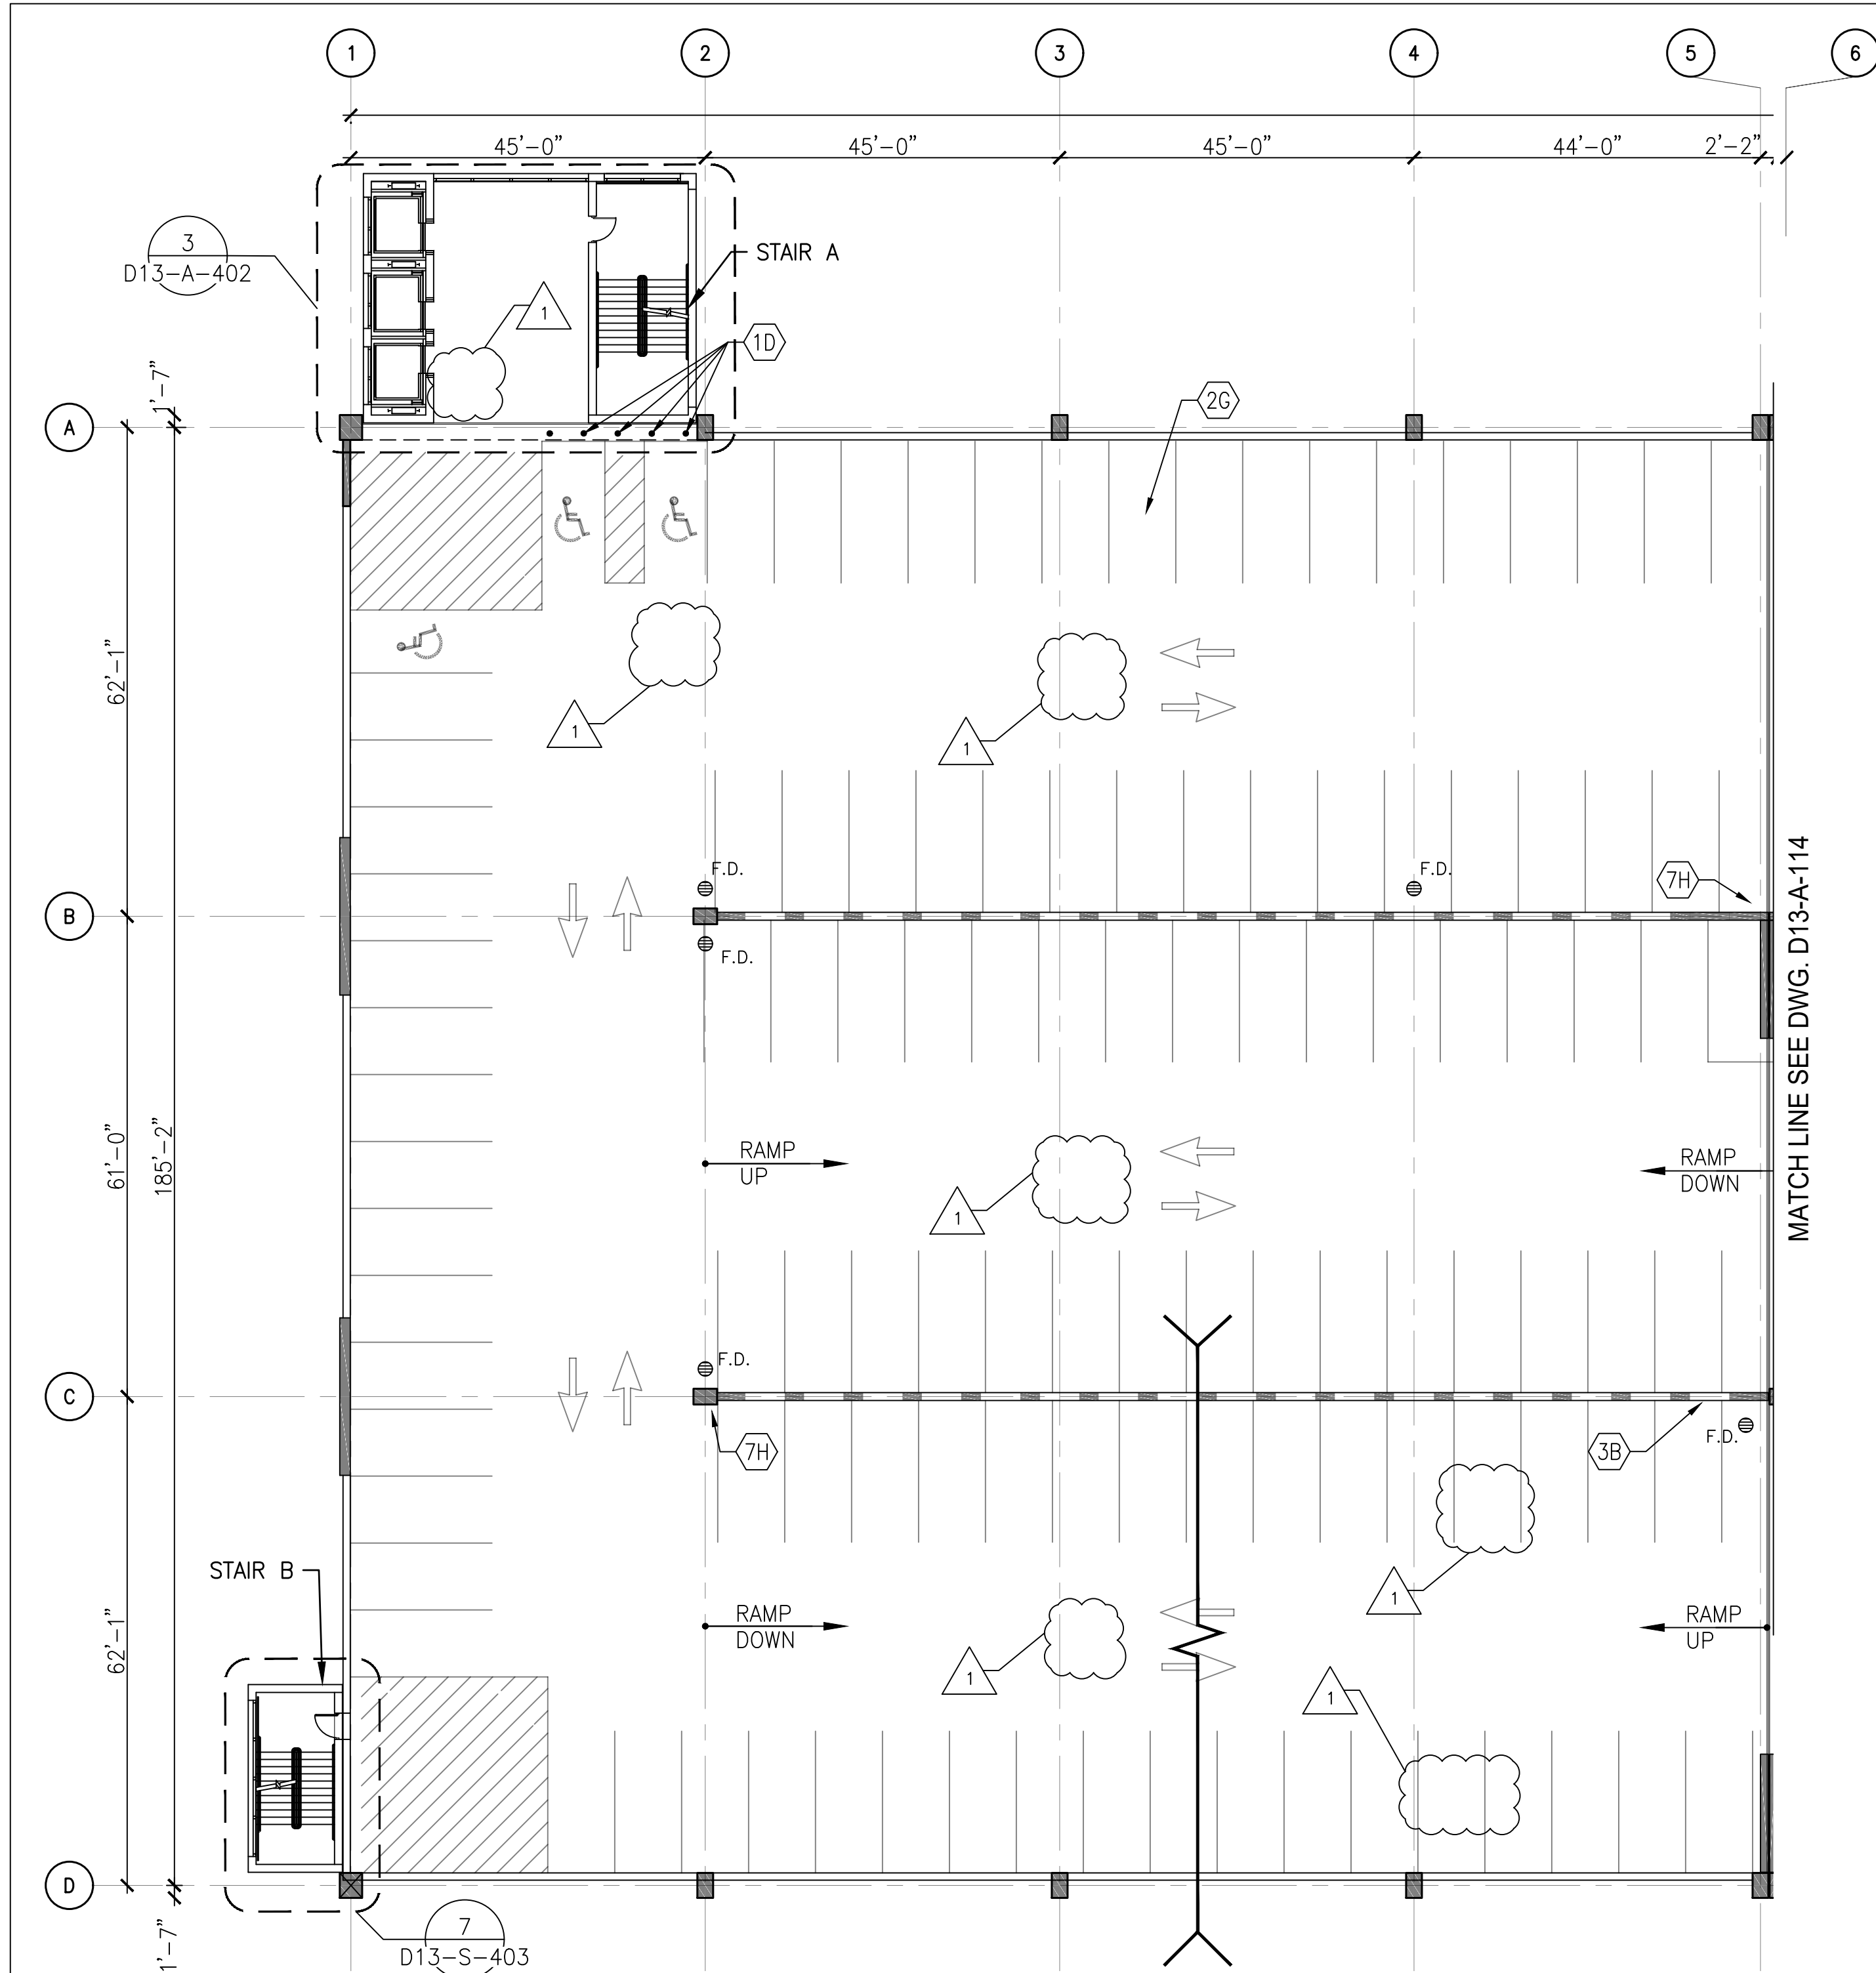 1
2
3
4
5
6
45'-0"
45'-0"
45'-0"
44'-0"
2'-2"
3
D13-A-402
STAIR A
1
1D
1'-7"
2G
A
62'-1"
1
1
F.D.
F.D.
7H
B
F.D.
MATCH LINE SEE DWG. D13-A-114
61'-0"
185'-2"
RAMP
UP
RAMP
DOWN
1
F.D.
C
7H
3B
F.D.
STAIR B
1
RAMP
DOWN
RAMP
UP
62'-1"
1
1
D
7
D13-S-403
1'-7"